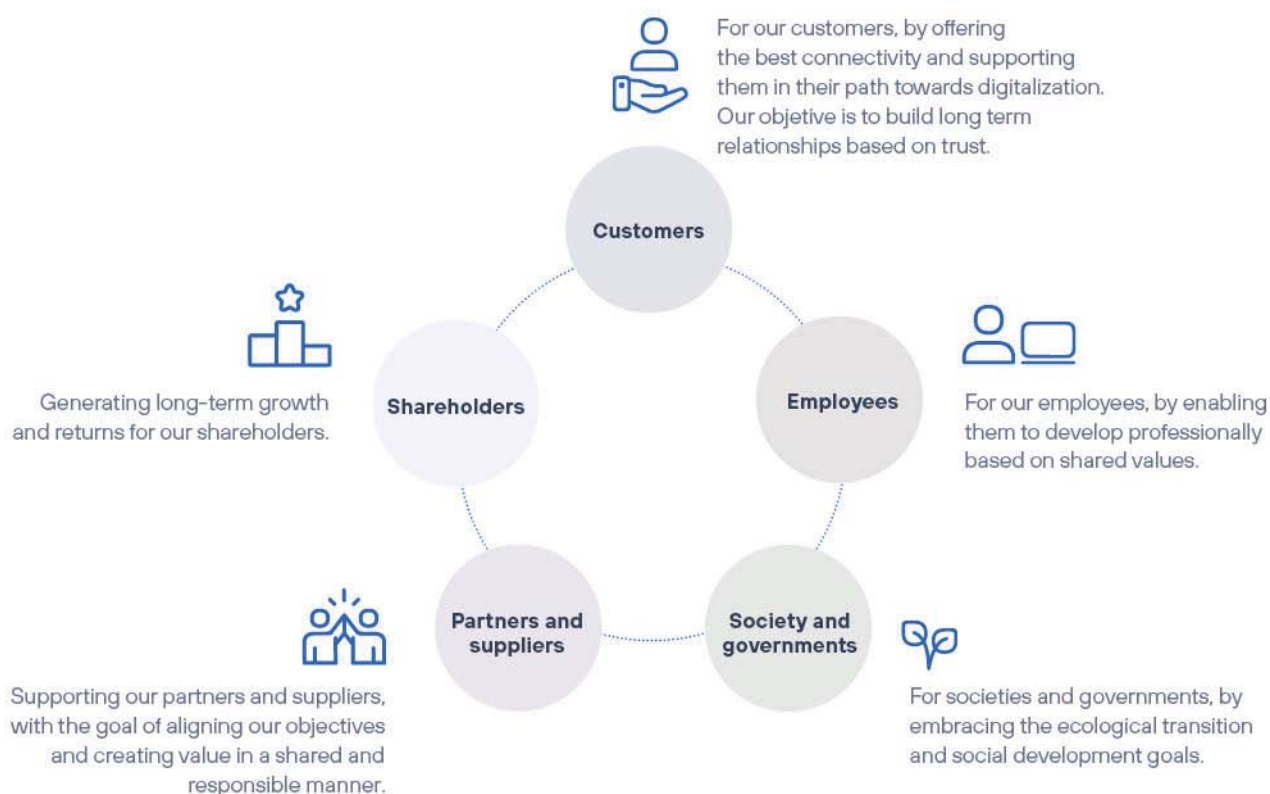 For our customers, by offering
the best connectivity and supporting
them in their path towards digitalization.
Our objetive is to build long term
relationships based on trust.
Customers
Shareholders
Generating long-term growth
and returns for our shareholders.
Employees
For our employees, by enabling
them to develop professionally
based on shared values.
Partners and
suppliers
Supporting our partners and suppliers,
with the goal of aligning our objectives
and creating value in a shared and
responsible manner.
Society and
governments
For societies and governments, by
embracing the ecological transition
and social development goals.